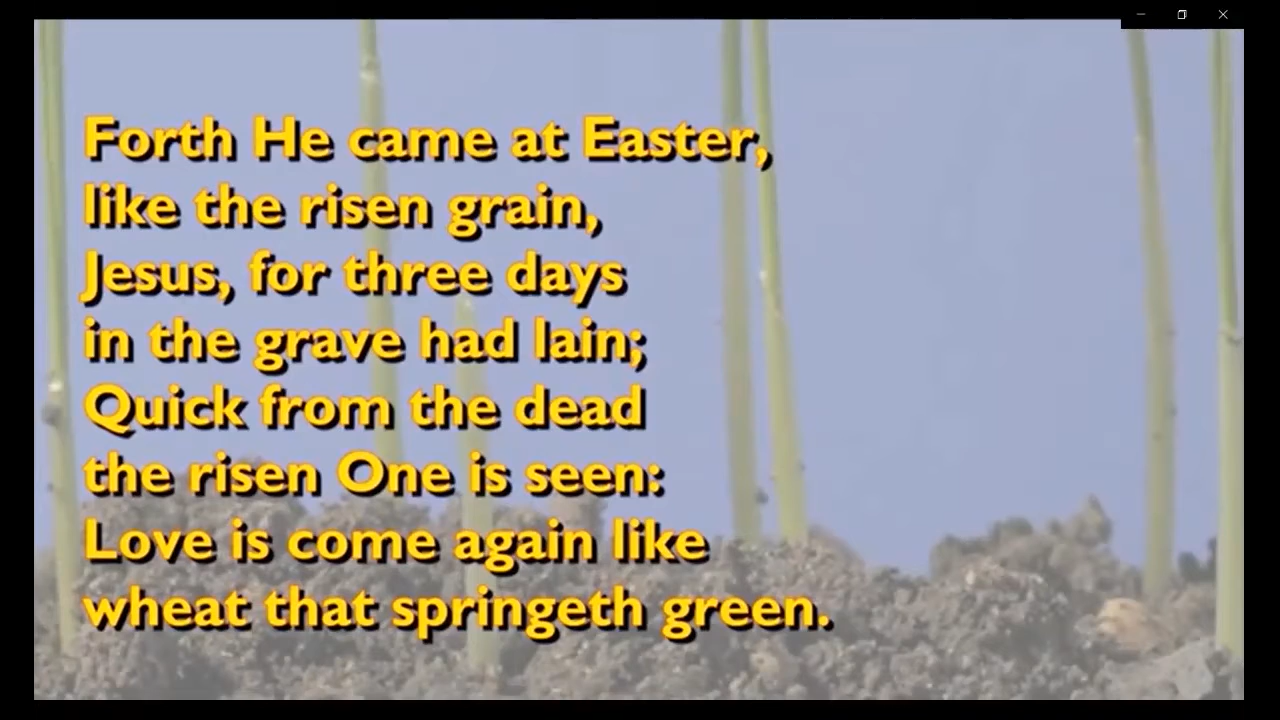 Forth He came at Easter,
like the risen grain,
Jesus, for three days
in the grave had lain;
Quick from the dead
the risen One is seen:
Love is come again like
wheat that springeth green.